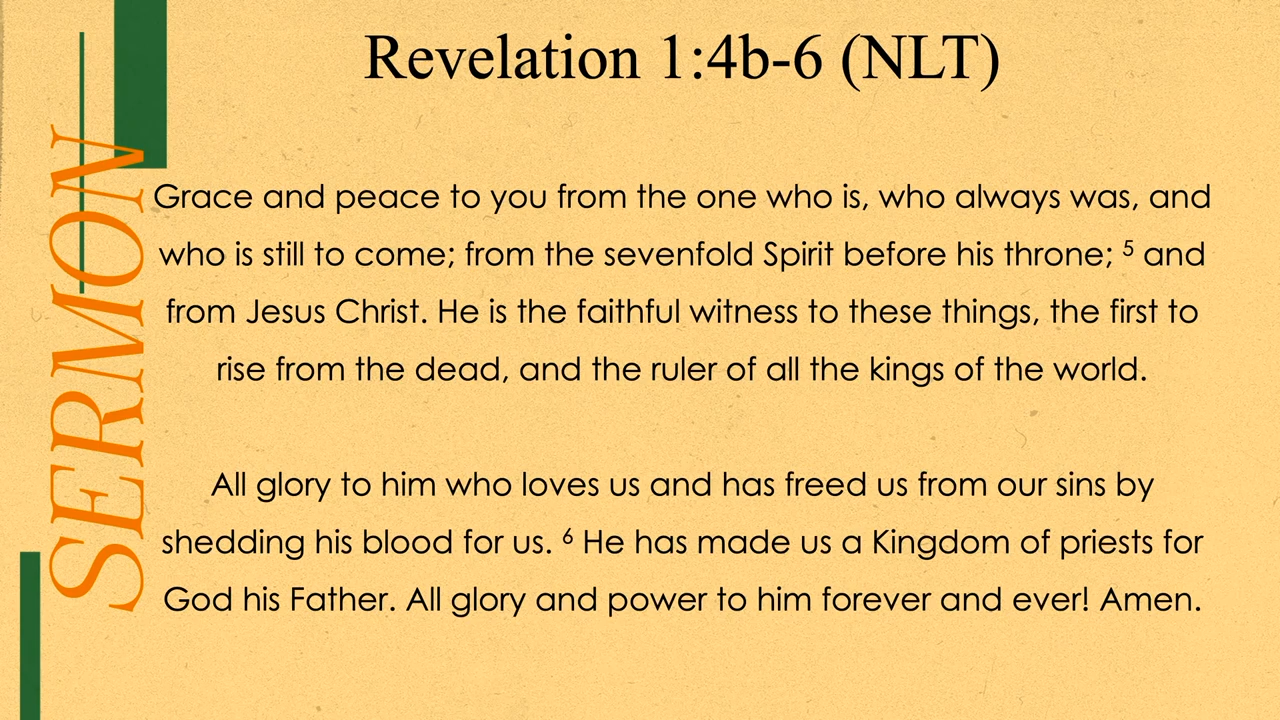 Revelation 1:4b-6 (NLT)
SERMON
Grace and peace to you from the one who is, who always was, and
who is still to come; from the sevenfold Spirit before his throne; ⁵ and
from Jesus Christ. He is the faithful witness to these things, the first to
rise from the dead, and the ruler of all the kings of the world.
All glory to him who loves us and has freed us from our sins by
shedding his blood for us. ⁶ He has made us a Kingdom of priests for
God his Father. All glory and power to him forever and ever! Amen.